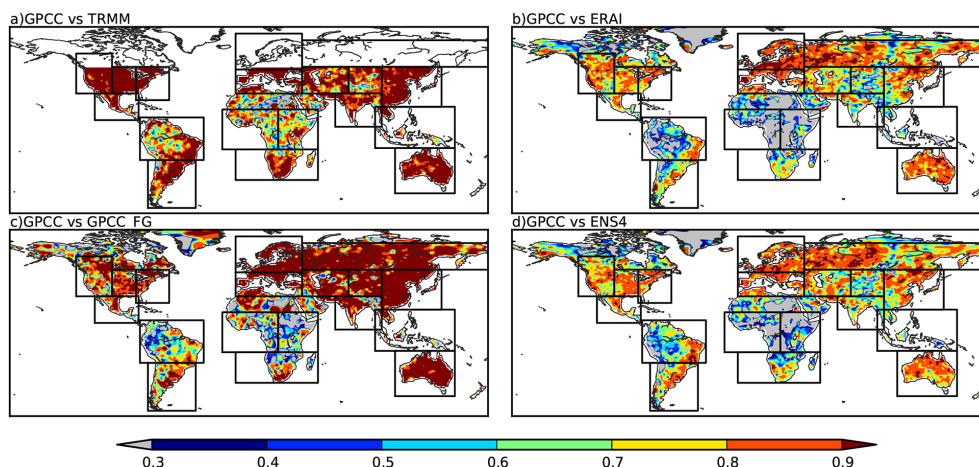 a)GPCC vs TRMM
b)GPCC vs ERAI
c)GPCC vs GPCC_FG
d)GPCC vs ENS4
0.3 0.4 0.5 0.6 0.7 0.8 0.9